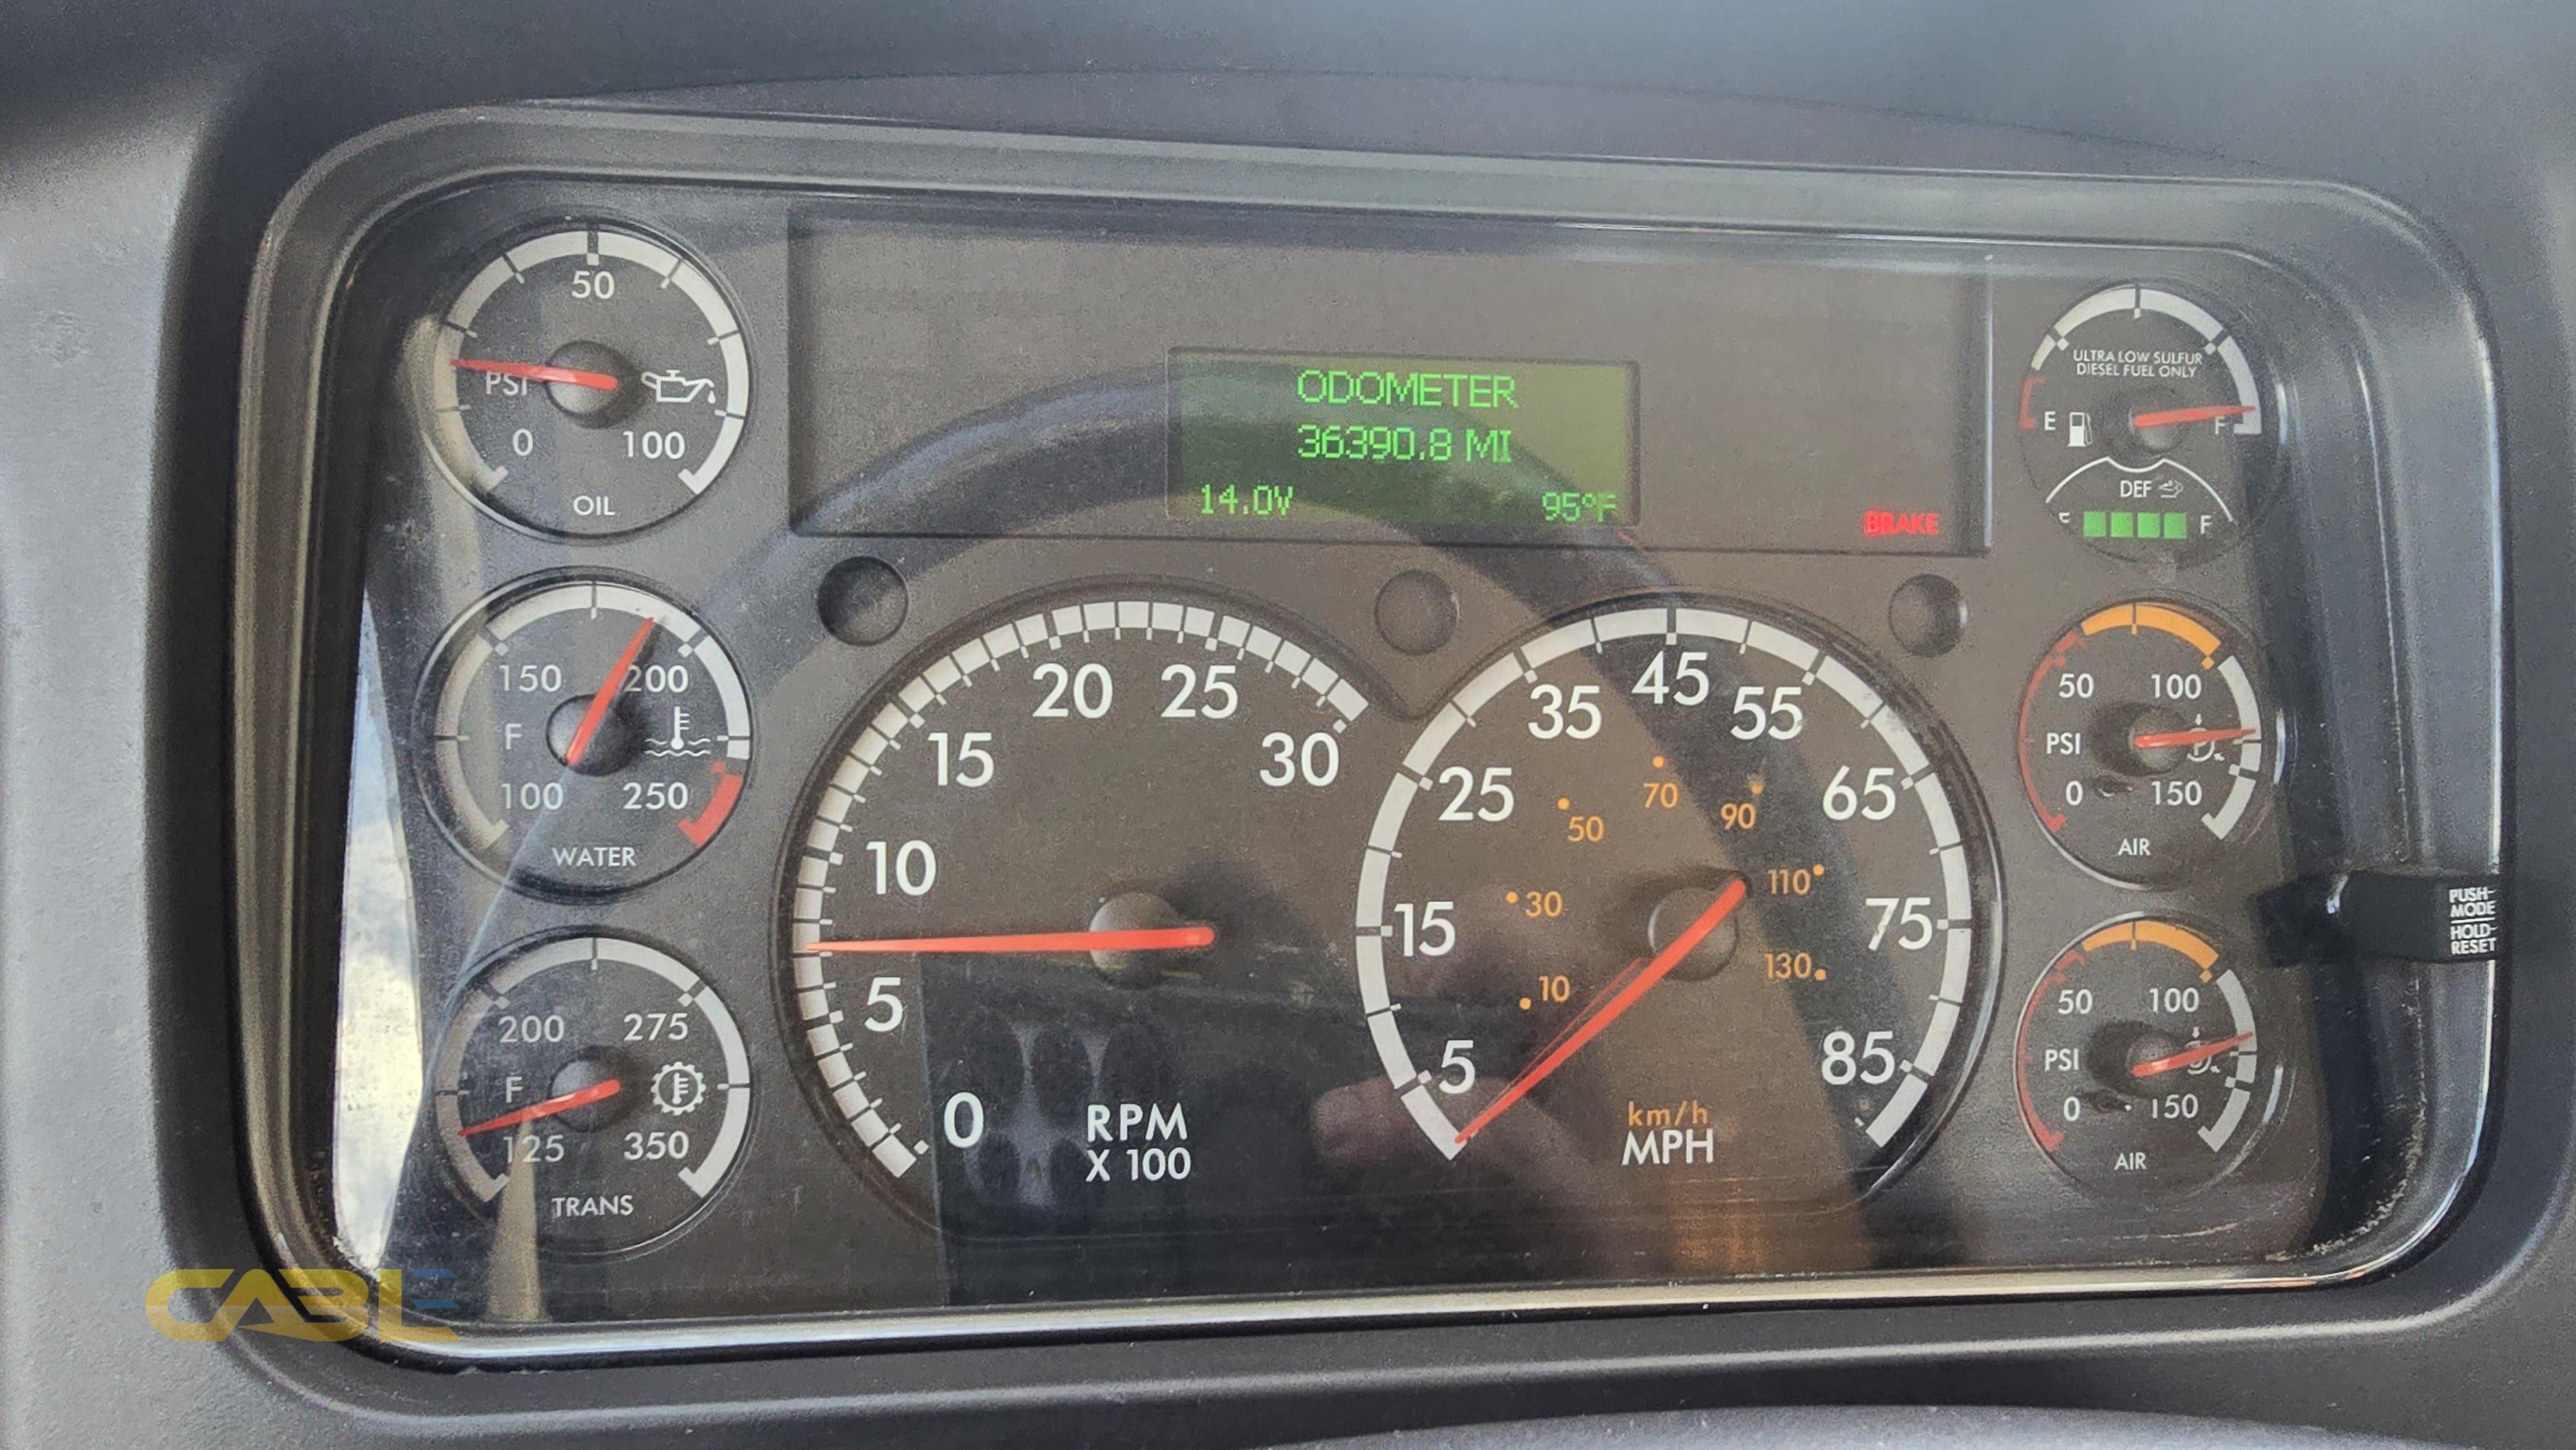 50
PSI
0 100
OIL
ODOMETER
36390.8 MI
14.0V 95°F
BRAKE
ULTRA LOW SULFUR
DIESEL FUEL ONLY
E F
DEF
F
150 200
F
100 250
WATER
200 275
F
125 350
TRANS
0 5 10 15 20 25 30
RPM
X 100
5 15 25 35 45 55 65 75 85
10 30 50 70 90 110 130
km/h
MPH
50 100
PSI
0 150
AIR
50 100
PSI
0 150
AIR
PUSH-
MODE
HOLD-
RESET
CABLE